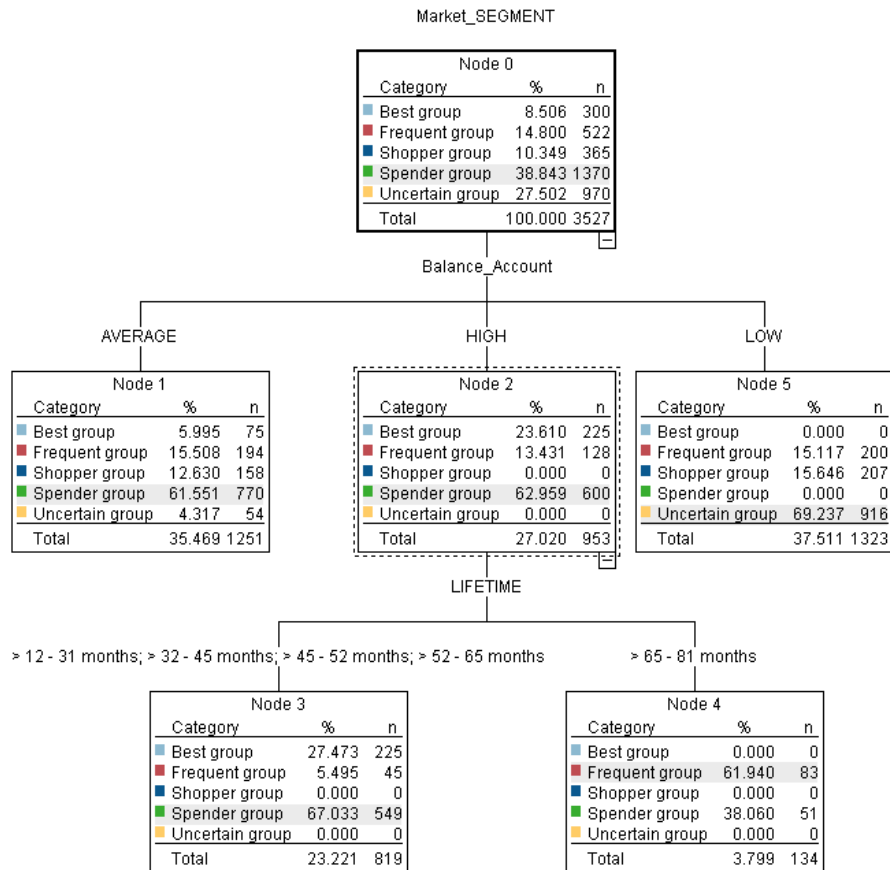 Market_SEGMENT
Node 0
Category % n
Best group 8.506 300
Frequent group 14.800 522
Shopper group 10.349 365
Spender group 38.843 1370
Uncertain group 27.502 970
Total 100.000 3527
Balance_Account
AVERAGE
HIGH
LOW
Node 1
Category % n
Best group 5.995 75
Frequent group 15.508 194
Shopper group 12.630 158
Spender group 61.551 770
Uncertain group 4.317 54
Total 35.469 1251
Node 2
Category % n
Best group 23.610 225
Frequent group 13.431 128
Shopper group 0.000 0
Spender group 62.959 600
Uncertain group 0.000 0
Total 27.020 953
Node 5
Category % n
Best group 0.000 0
Frequent group 15.117 200
Shopper group 15.646 207
Spender group 0.000 0
Uncertain group 69.237 916
Total 37.511 1323
LIFETIME
> 12 - 31 months; > 32 - 45 months; > 45 - 52 months; > 52 - 65 months
> 65 - 81 months
Node 3
Category % n
Best group 27.473 225
Frequent group 5.495 45
Shopper group 0.000 0
Spender group 67.033 549
Uncertain group 0.000 0
Total 23.221 819
Node 4
Category % n
Best group 0.000 0
Frequent group 61.940 83
Shopper group 0.000 0
Spender group 38.060 51
Uncertain group 0.000 0
Total 3.799 134